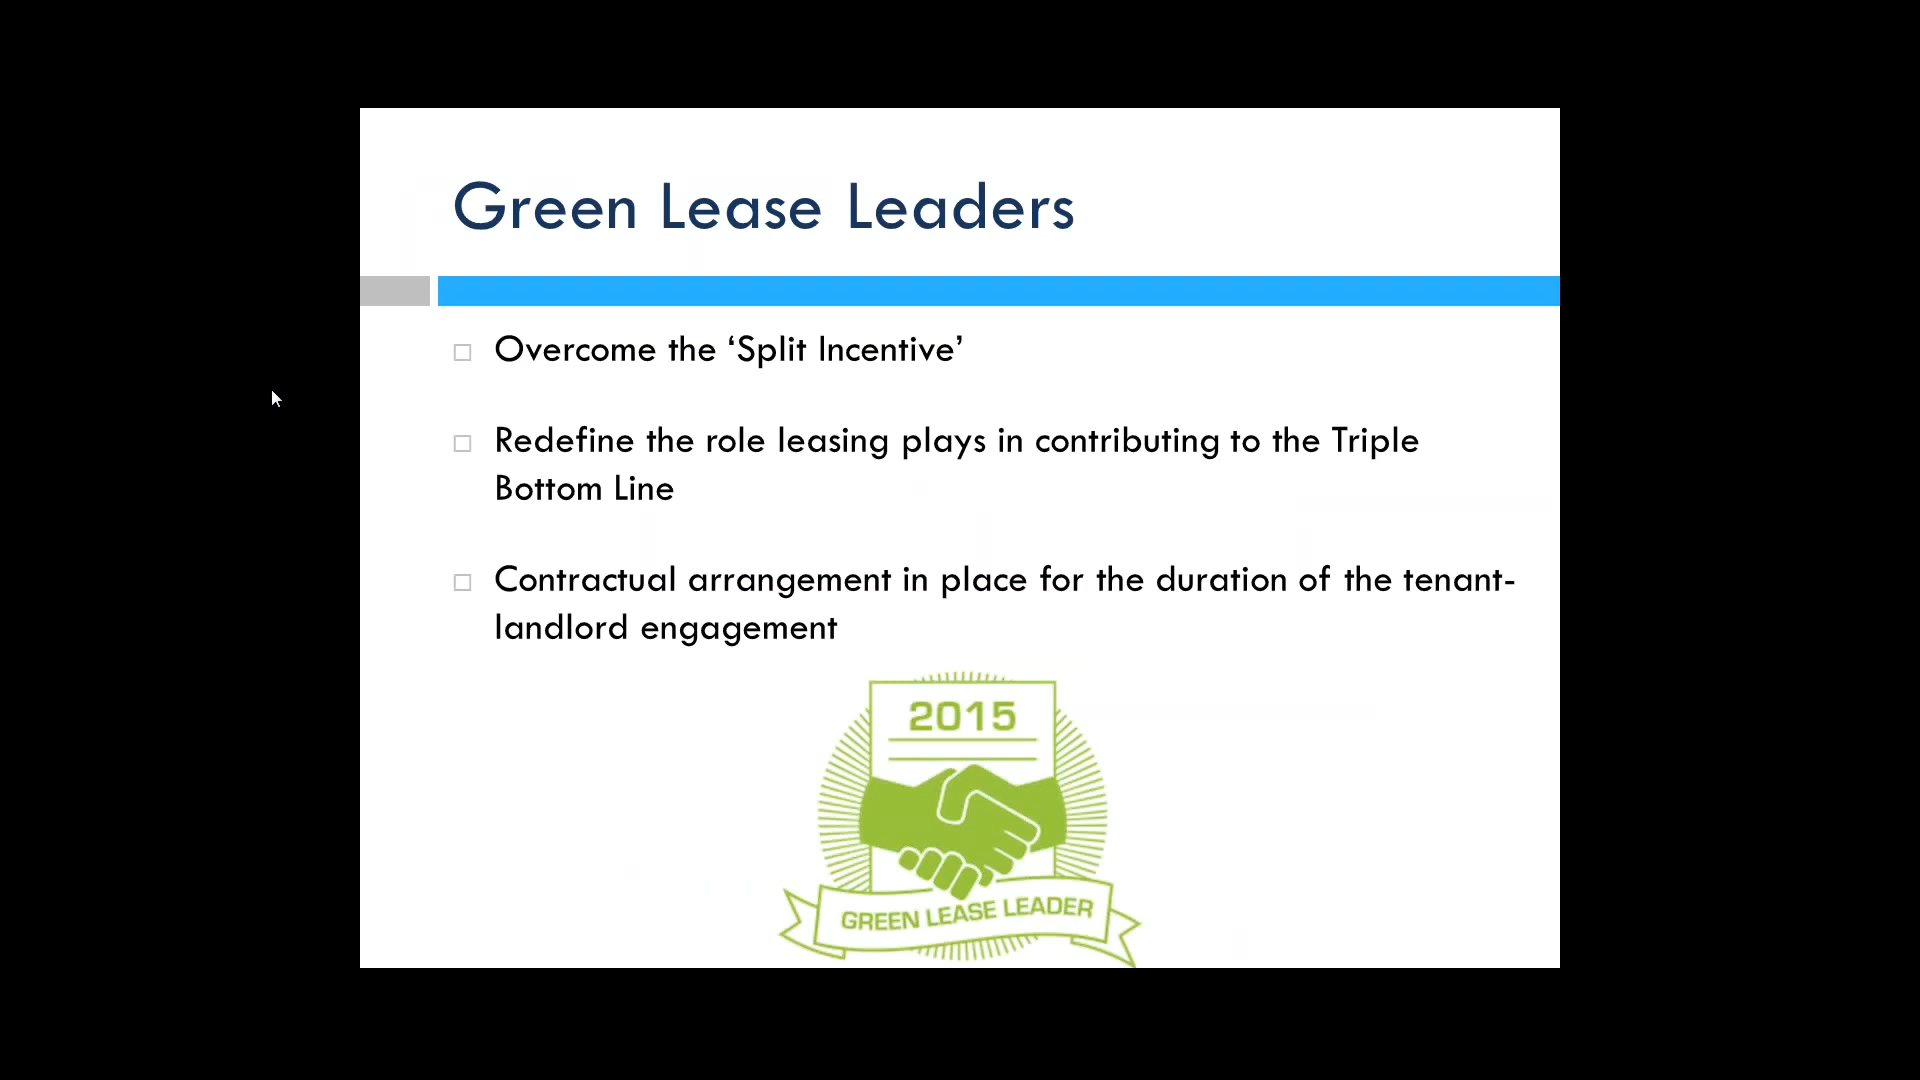 Green Lease Leaders
Overcome the ‘Split Incentive’
Redefine the role leasing plays in contributing to the Triple
Bottom Line
Contractual arrangement in place for the duration of the tenant-
landlord engagement
2015
GREEN LEASE LEADER